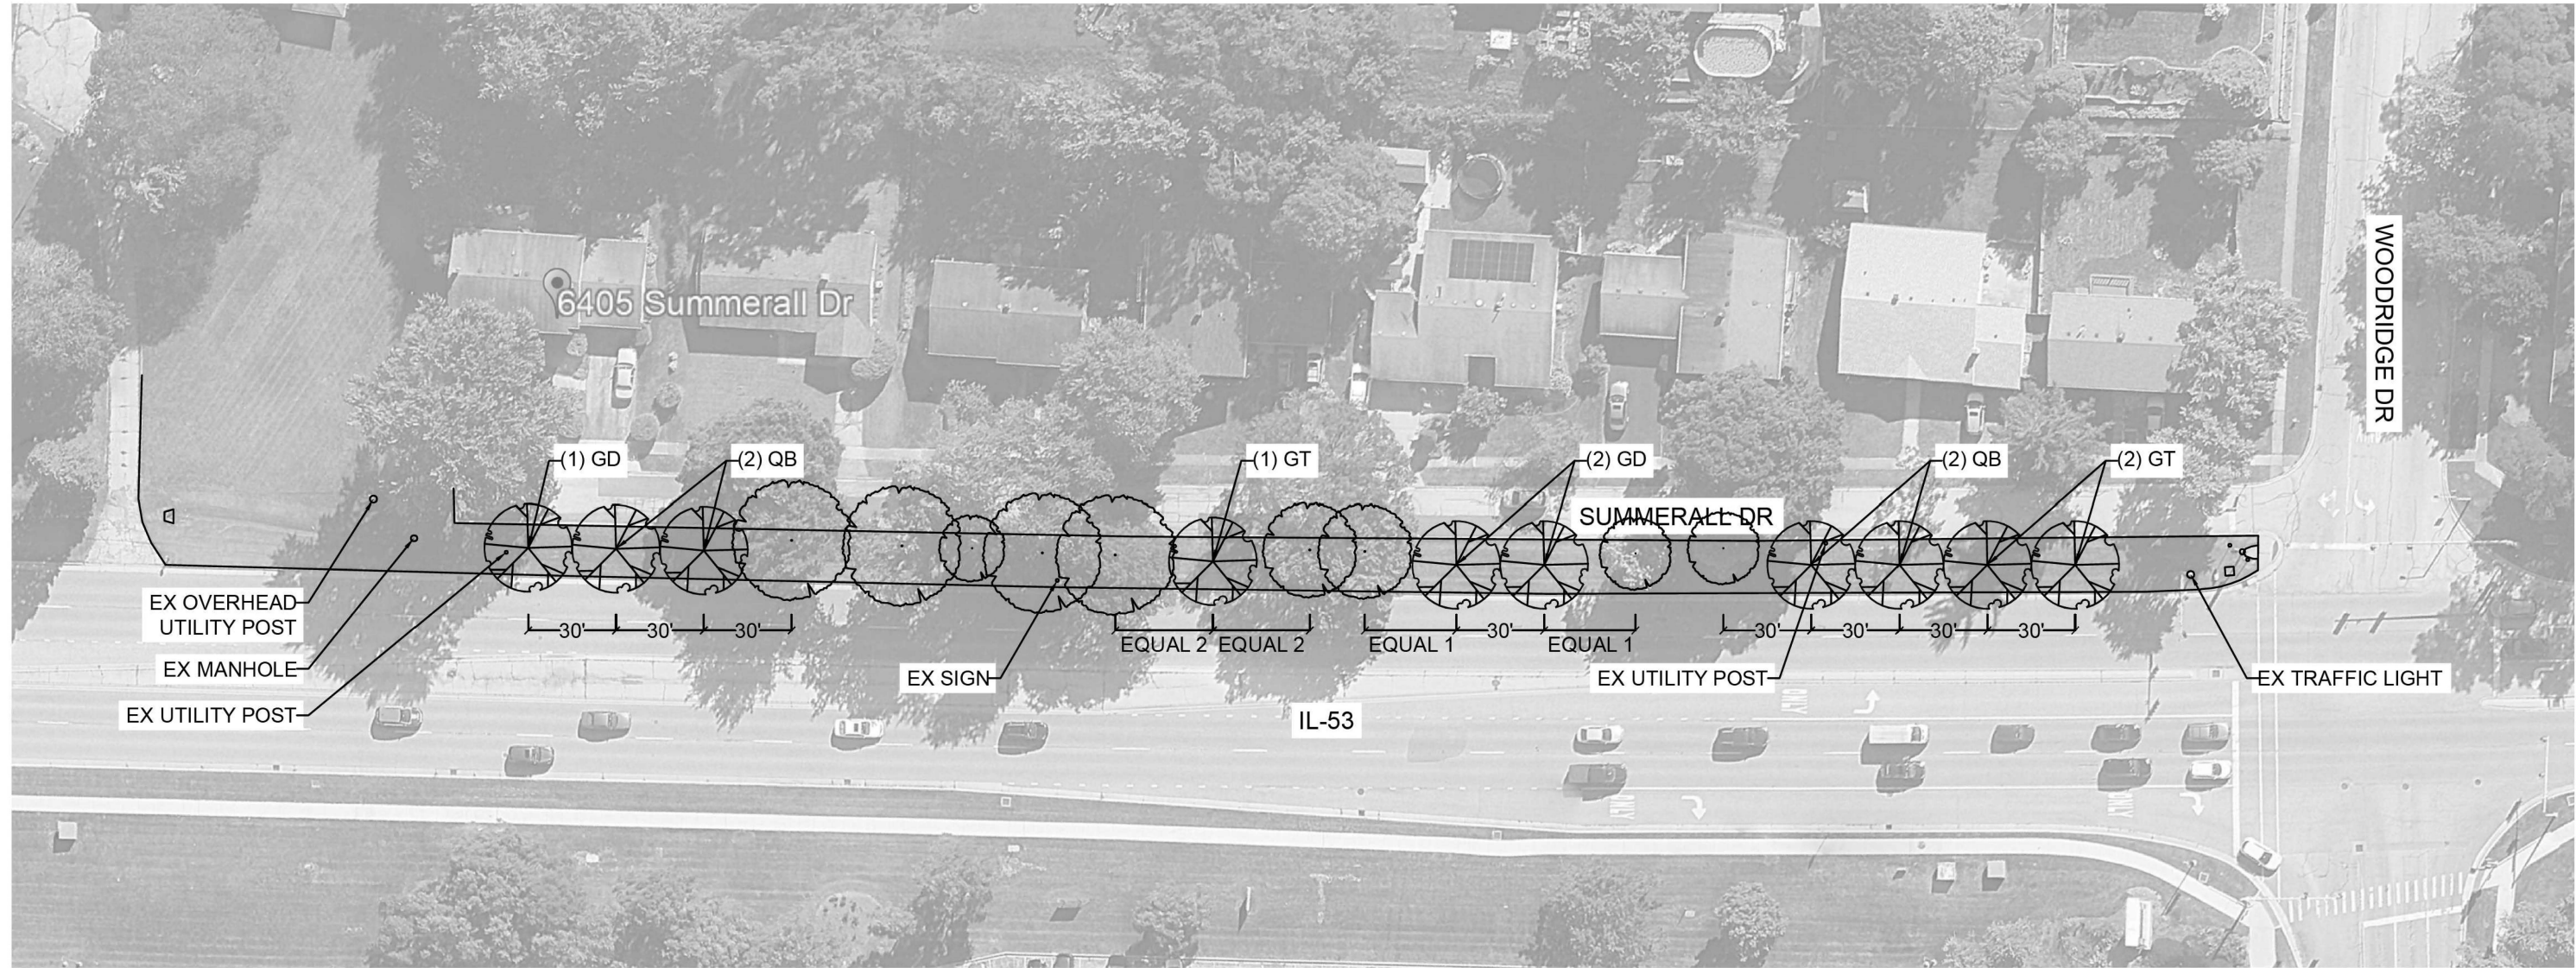 WOODRIDGE DR
6405 Summerall Dr
(1) GD
(2) QB
(1) GT
(2) GD
(2) QB
(2) GT
SUMMERALL DR
EX OVERHEAD
UTILITY POST
30'
30'
30'
EQUAL 2
EQUAL 2
EQUAL 1
30'
EQUAL 1
30'
30'
30'
30'
EX MANHOLE
EX SIGN
EX UTILITY POST
EX TRAFFIC LIGHT
EX UTILITY POST
IL-53
ONLY
ONLY
ONLY